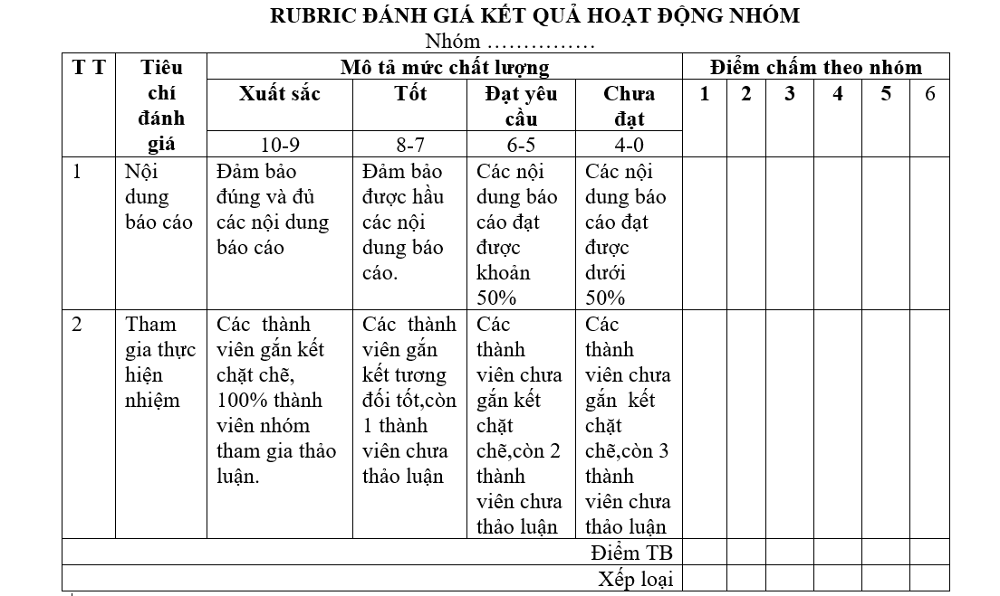 RUBRIC ĐÁNH GIÁ KẾT QUẢ HOẠT ĐỘNG NHÓM
Nhóm ……………
T T
Tiêu
chí
đánh
giá
Mô tả mức chất lượng
Điểm chấm theo nhóm
Xuất sắc
Tốt
Đạt yêu
cầu
Chưa
đạt
1
2
3
4
5
6
10-9
8-7
6-5
4-0
1
Nội
dung
báo cáo
Đảm bảo
đúng và đủ
các nội dung
báo cáo
Đảm bảo
được hầu
các nội
dung báo
cáo.
Các nội
dung báo
cáo đạt
được
khoản
50%
Các nội
dung báo
cáo đạt
được
dưới
50%
2
Tham
gia thực
hiện
nhiệm
Các thành
viên gắn kết
chặt chẽ,
100% thành
viên nhóm
tham gia thảo
luận.
Các thành
viên gắn
kết tương
đối tốt,còn
1 thành
viên chưa
thảo luận
Các
thành
viên chưa
gắn kết
chặt
chẽ,còn 2
thành
viên chưa
thảo luận
Các
thành
viên chưa
gắn kết
chặt
chẽ,còn 3
thành
viên chưa
thảo luận
Điểm TB
Xếp loại